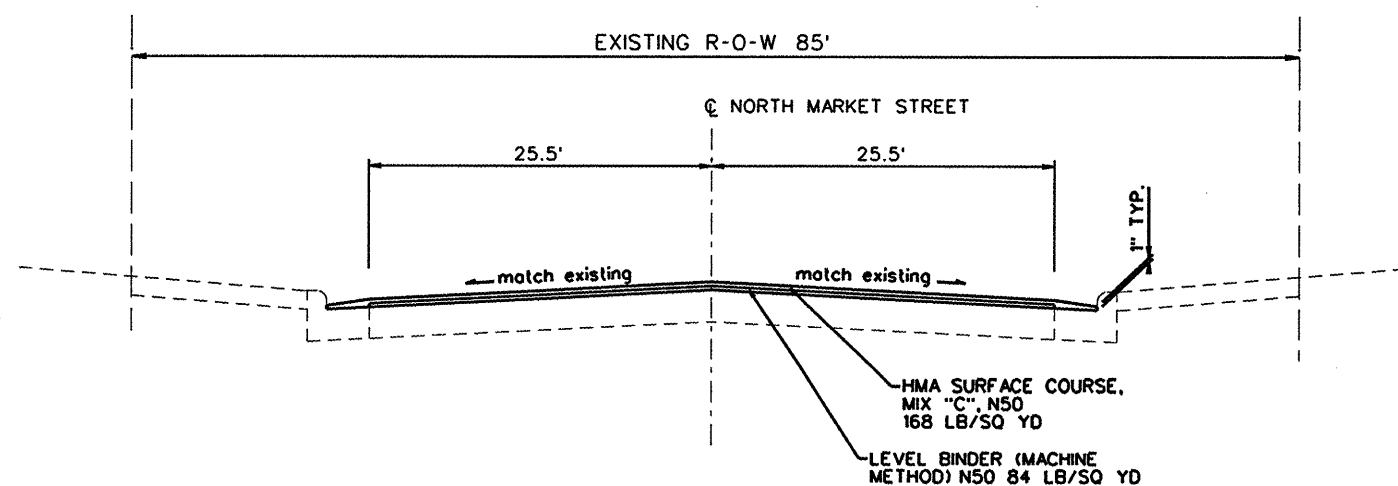 EXISTING R-O-W 85'
℄ NORTH MARKET STREET
25.5'
25.5'
1" TYP.
match existing
match existing
HMA SURFACE COURSE,
MIX "C", N50
168 LB/SQ YD
LEVEL BINDER (MACHINE
METHOD) N50 84 LB/SQ YD